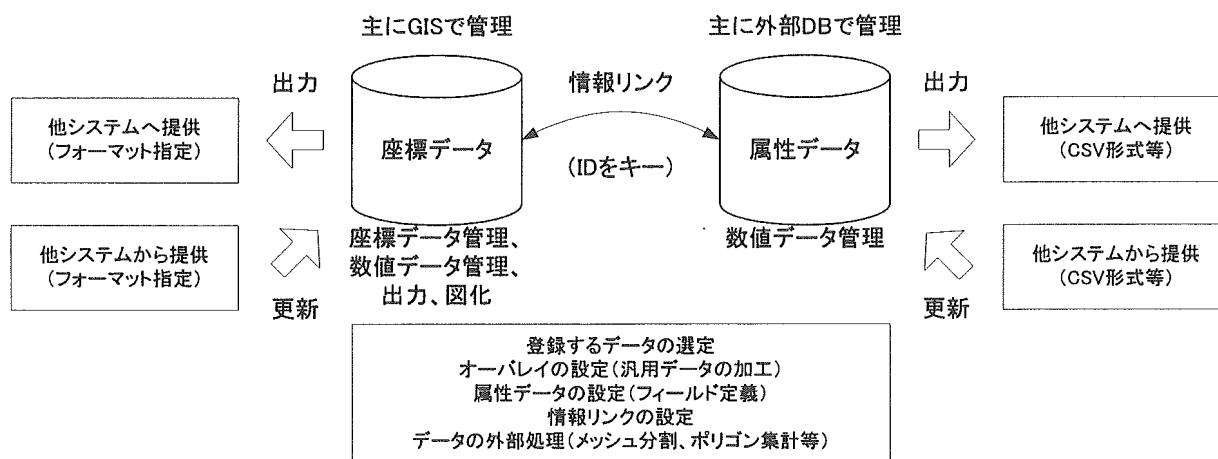 主にGISで管理
主に外部DBで管理
出力
情報リンク
出力
他システムへ提供
(フォーマット指定)
座標データ
(IDをキー)
属性データ
他システムへ提供
(CSV形式等)
他システムから提供
(フォーマット指定)
更新
座標データ管理、
数値データ管理、
出力、図化
数値データ管理
他システムから提供
(CSV形式等)
更新
登録するデータの選定
オーバレイの設定(汎用データの加工)
属性データの設定(フィールド定義)
情報リンクの設定
データの外部処理(メッシュ分割、ポリゴン集計等)